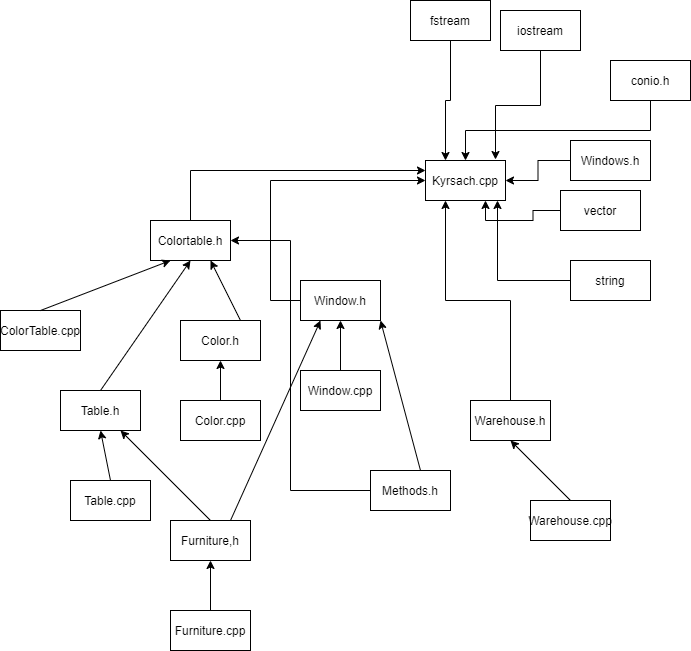 fstream
iostream
conio.h
Windows.h
Kyrsach.cpp
vector
Colortable.h
string
Window.h
ColorTable.cpp
Color.h
Window.cpp
Table.h
Color.cpp
Warehouse.h
Methods.h
Table.cpp
Warehouse.cpp
Furniture,h
Furniture.cpp